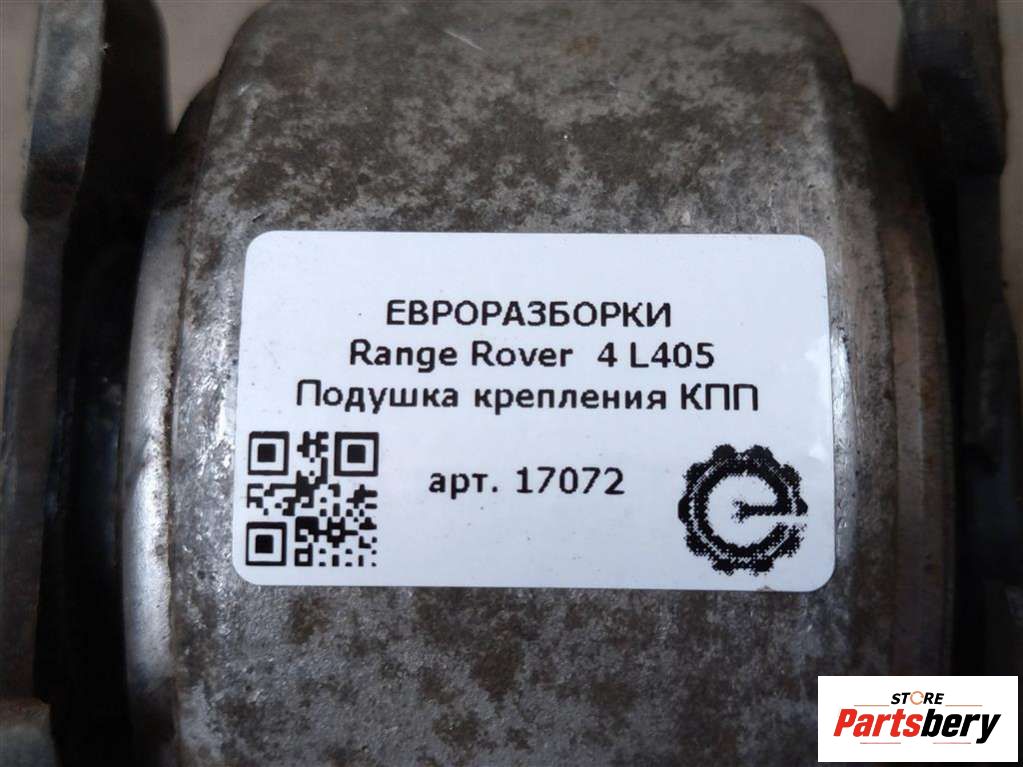 ЕВРОРАЗБОРКИ
Range Rover 4 L405
Подушка крепления КПП
арт. 17072
STORE
Partsbery